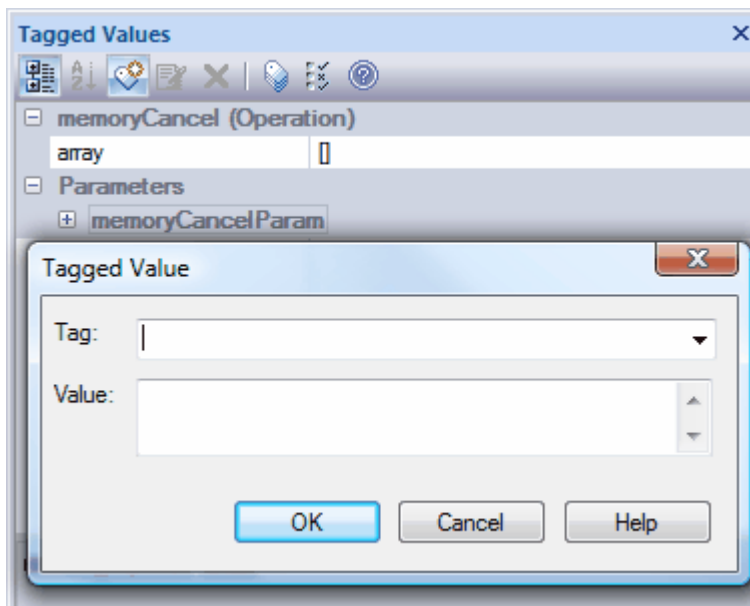 Tagged Values
memoryCancel (Operation)
array []
Parameters
memoryCancelParam
Tagged Value
Tag:
Value:
OK Cancel Help